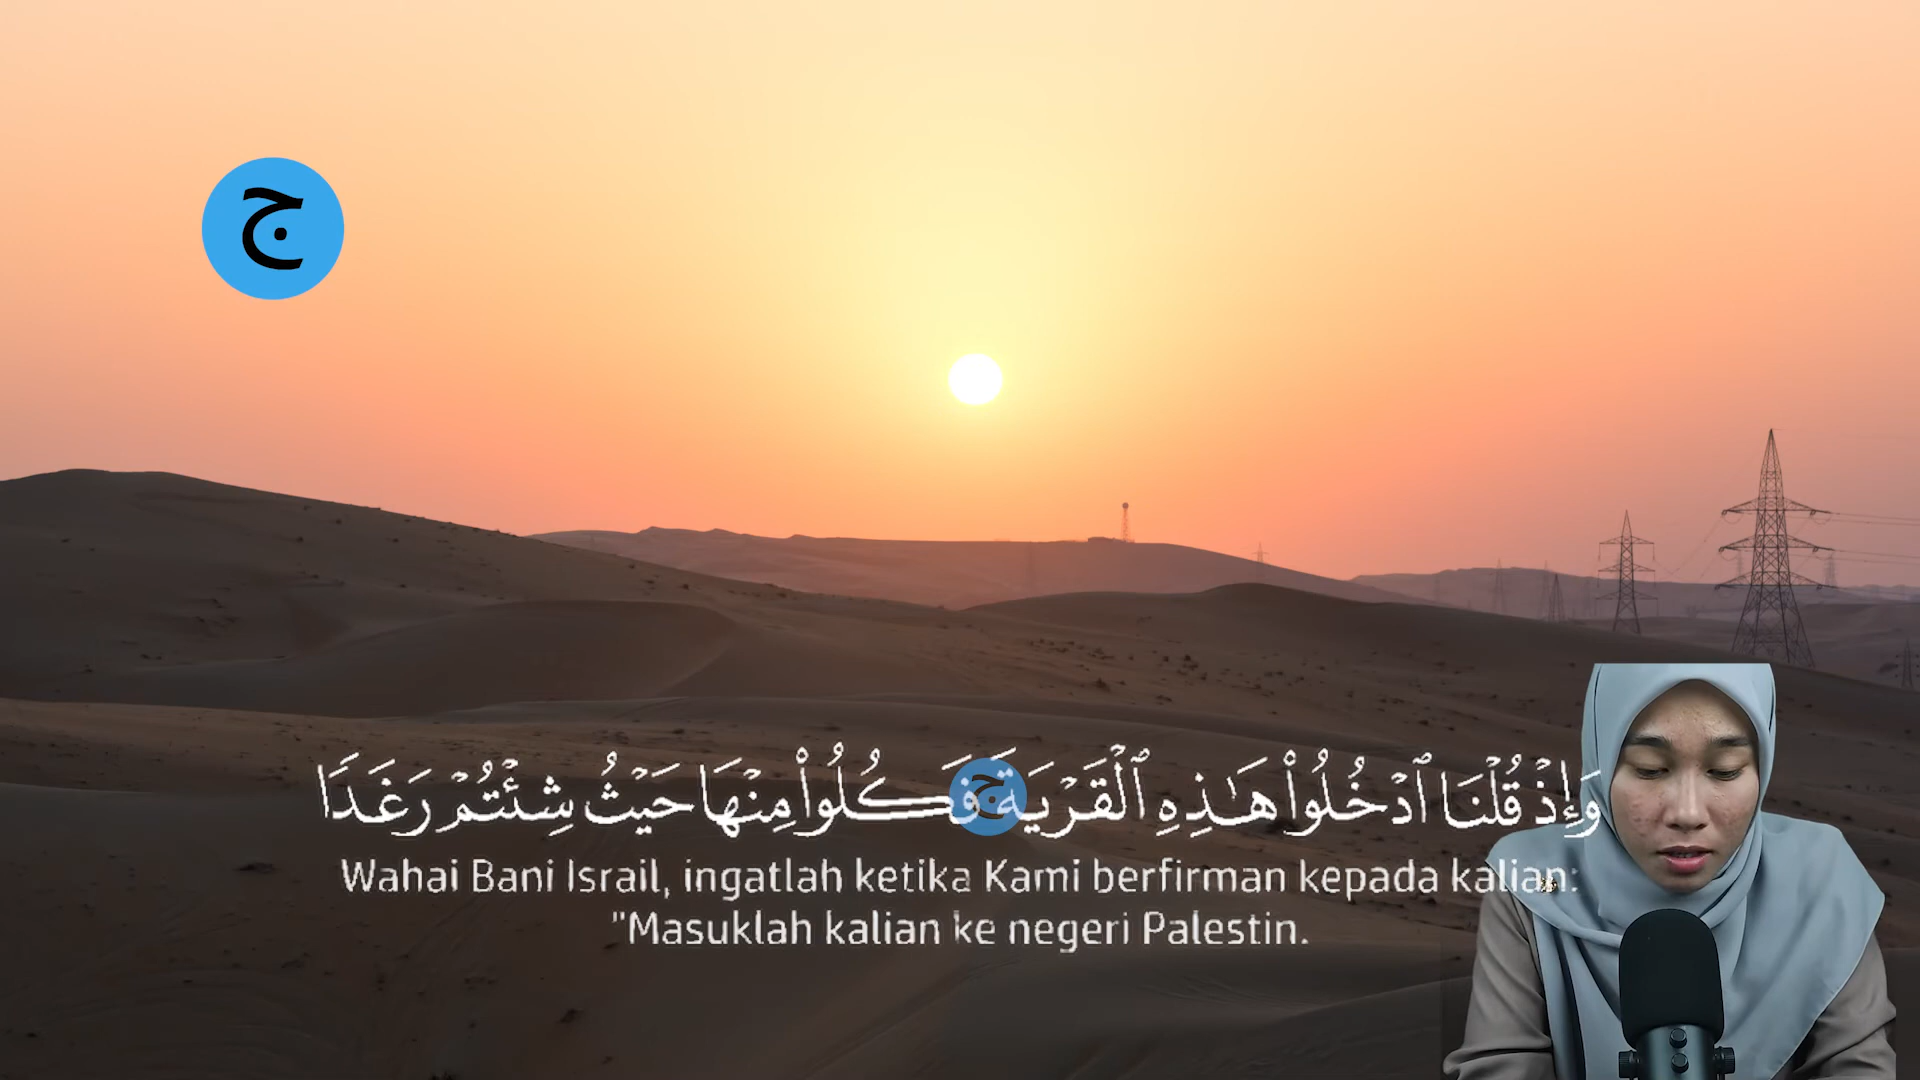 ج
وَإِذْ قُلْنَا ٱدْخُلُوا۟ هَـٰذِهِ ٱلْقَرْيَةَ فَكُلُوا۟ مِنْهَا حَيْثُ شِئْتُمْ رَغَدًا
ج
Wahai Bani Israil, ingatlah ketika Kami berfirman kepada kalian:
"Masuklah kalian ke negeri Palestin.